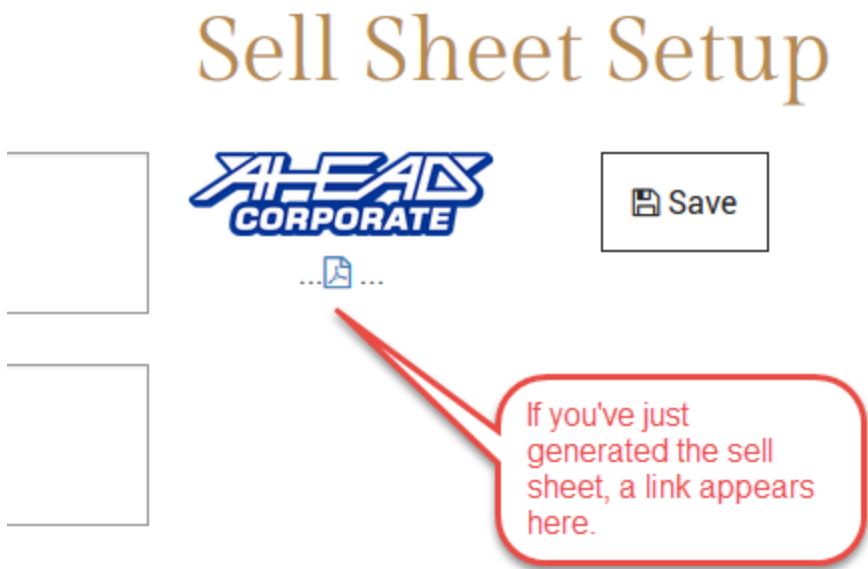 Sell Sheet Setup
AHEAD
CORPORATE
Save
... ...
If you've just
generated the sell
sheet, a link appears
here.